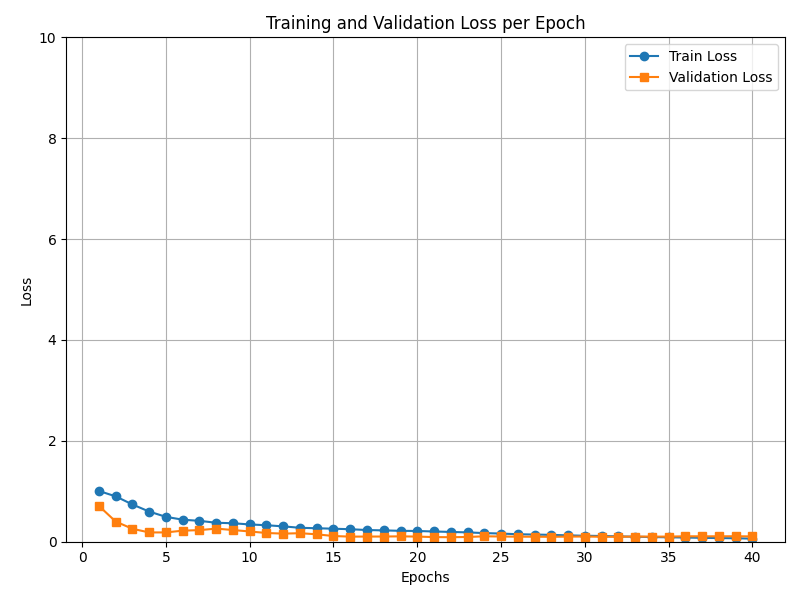 Training and Validation Loss per Epoch
Train Loss
Validation Loss
10
8
6
4
2
0
Loss
0 5 10 15 20 25 30 35 40
Epochs